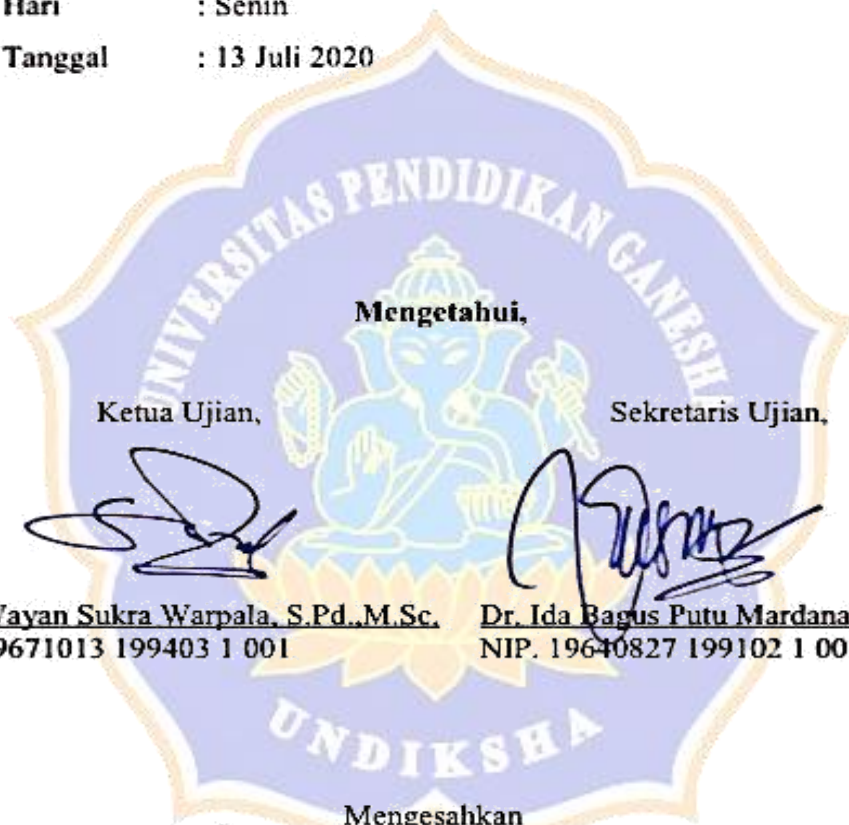 Hari : Senin
Tanggal : 13 Juli 2020
UNIVERSITAS PENDIDIKAN GANESHA
Mengetahui,
Ketua Ujian, Sekretaris Ujian,
Wayan Sukra Warpala, S.Pd.,M.Sc. Dr. Ida Bagus Putu Mardana
9671013 199403 1 001 NIP. 19640827 199102 1 00
UNDIKSHA
Mengesahkan